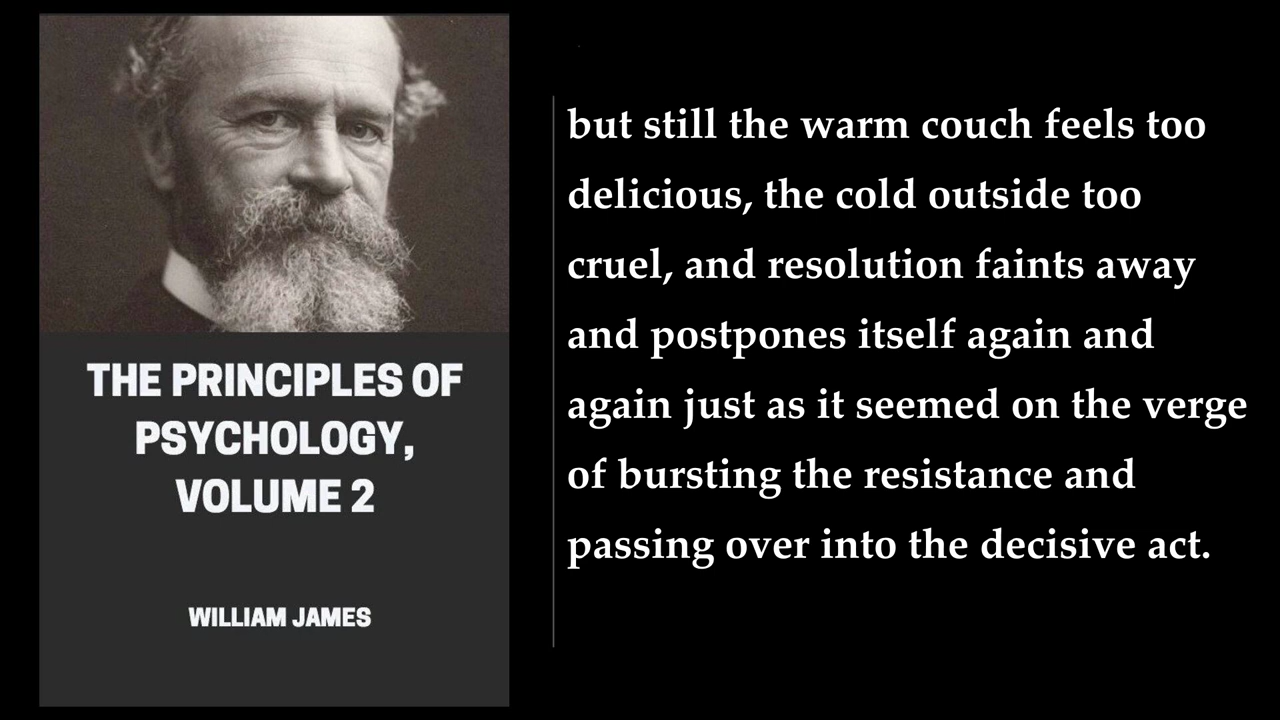 THE PRINCIPLES OF
PSYCHOLOGY,
VOLUME 2
WILLIAM JAMES
but still the warm couch feels too
delicious, the cold outside too
cruel, and resolution faints away
and postpones itself again and
again just as it seemed on the verge
of bursting the resistance and
passing over into the decisive act.